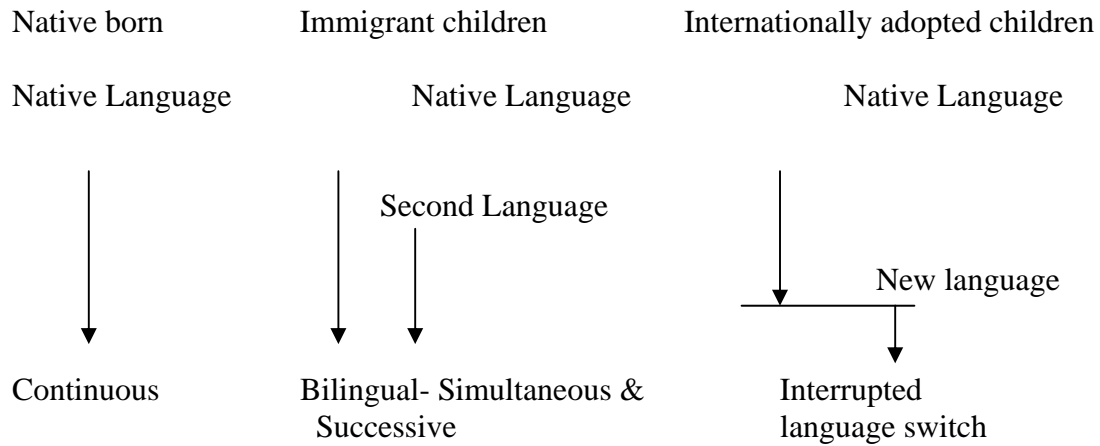 Native born Immigrant children Internationally adopted children
Native Language Native Language Native Language
Second Language
New language
Continuous Bilingual- Simultaneous & Interrupted
Successive language switch